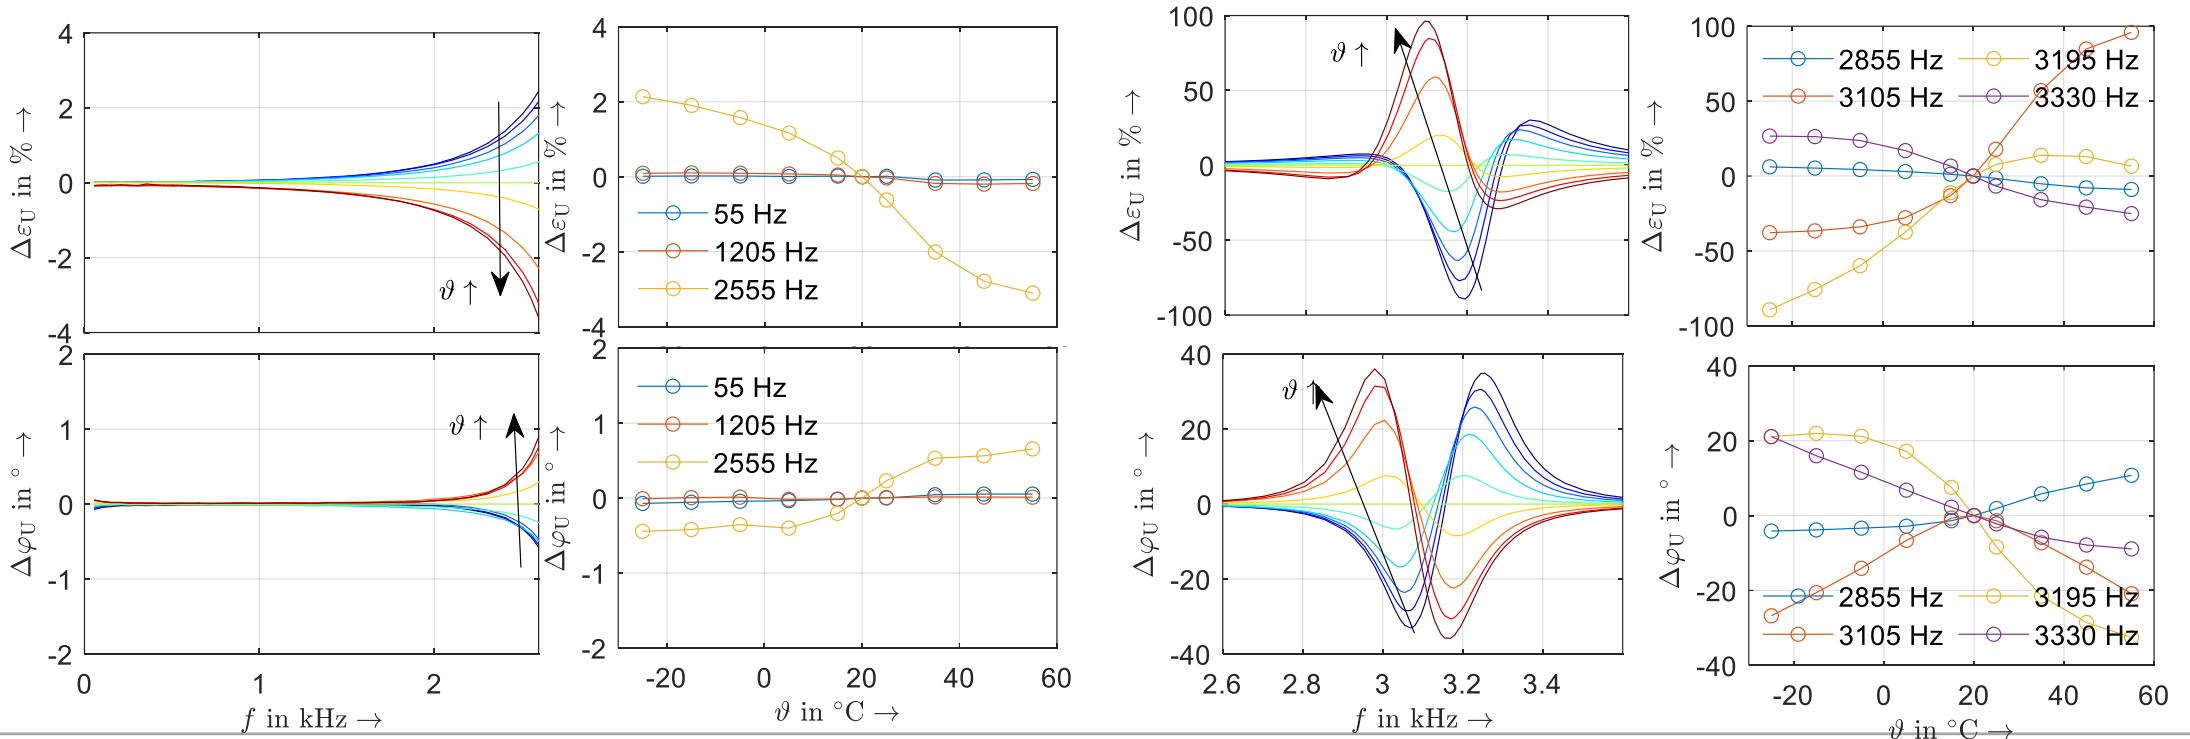 4
2
0
-2
-4
Δε_U in % →
ϑ ↑
4
2
0
-2
-4
Δε_U in % →
55 Hz
1205 Hz
2555 Hz
100
50
0
-50
-100
Δε_U in % →
ϑ ↑
100
50
0
-50
-100
Δε_U in % →
2855 Hz
3195 Hz
3105 Hz
3330 Hz
2
1
0
-1
-2
Δφ_U in ° →
ϑ ↑
0
1
2
f in kHz →
2
1
0
-1
-2
Δφ_U in ° →
55 Hz
1205 Hz
2555 Hz
-20
0
20
40
60
ϑ in °C →
40
20
0
-20
-40
Δφ_U in ° →
ϑ ↑
2.6
2.8
3
3.2
3.4
f in kHz →
40
20
0
-20
-40
Δφ_U in ° →
2855 Hz
3195 Hz
3105 Hz
3330 Hz
-20
0
20
40
60
ϑ in °C →